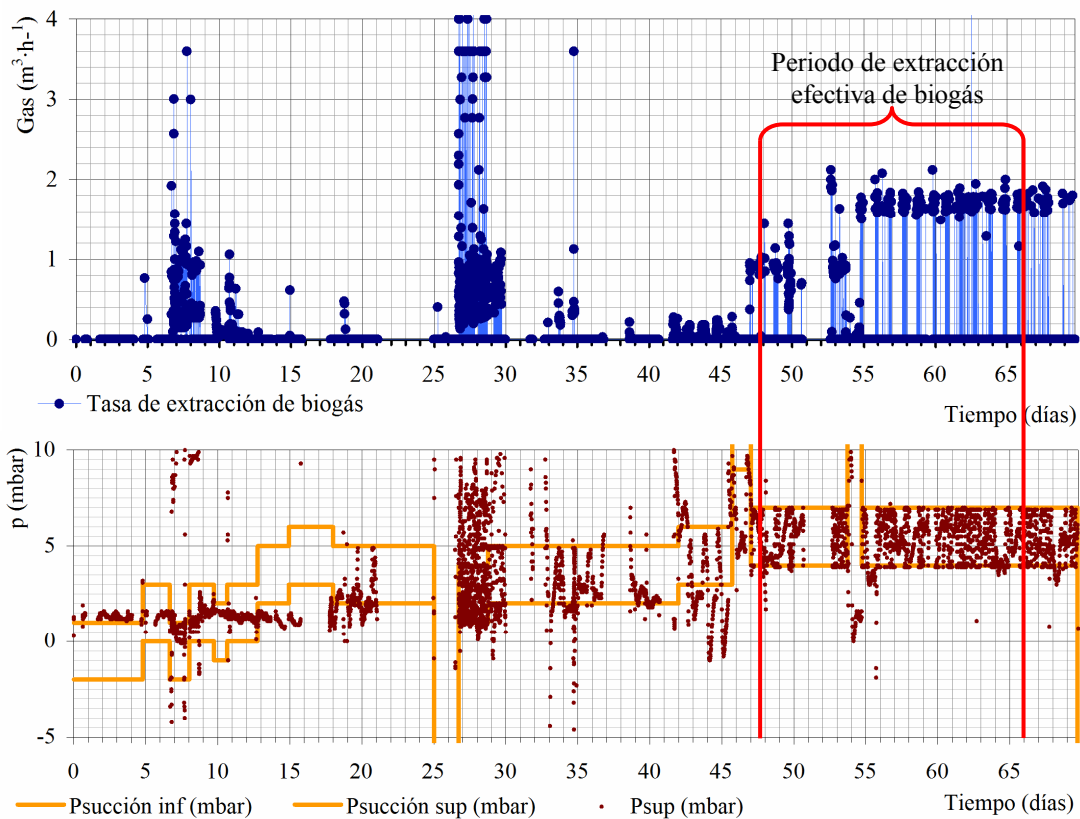 Gas (m³·h-¹)
4
3
2
1
0
Periodo de extracción
efectiva de biogás
0 5 10 15 20 25 30 35 40 45 50 55 60 65
Tasa de extracción de biogás
Tiempo (días)
p (mbar)
10
5
0
-5
0 5 10 15 20 25 30 35 40 45 50 55 60 65
Psucción inf (mbar) Psucción sup (mbar) Psup (mbar)
Tiempo (días)